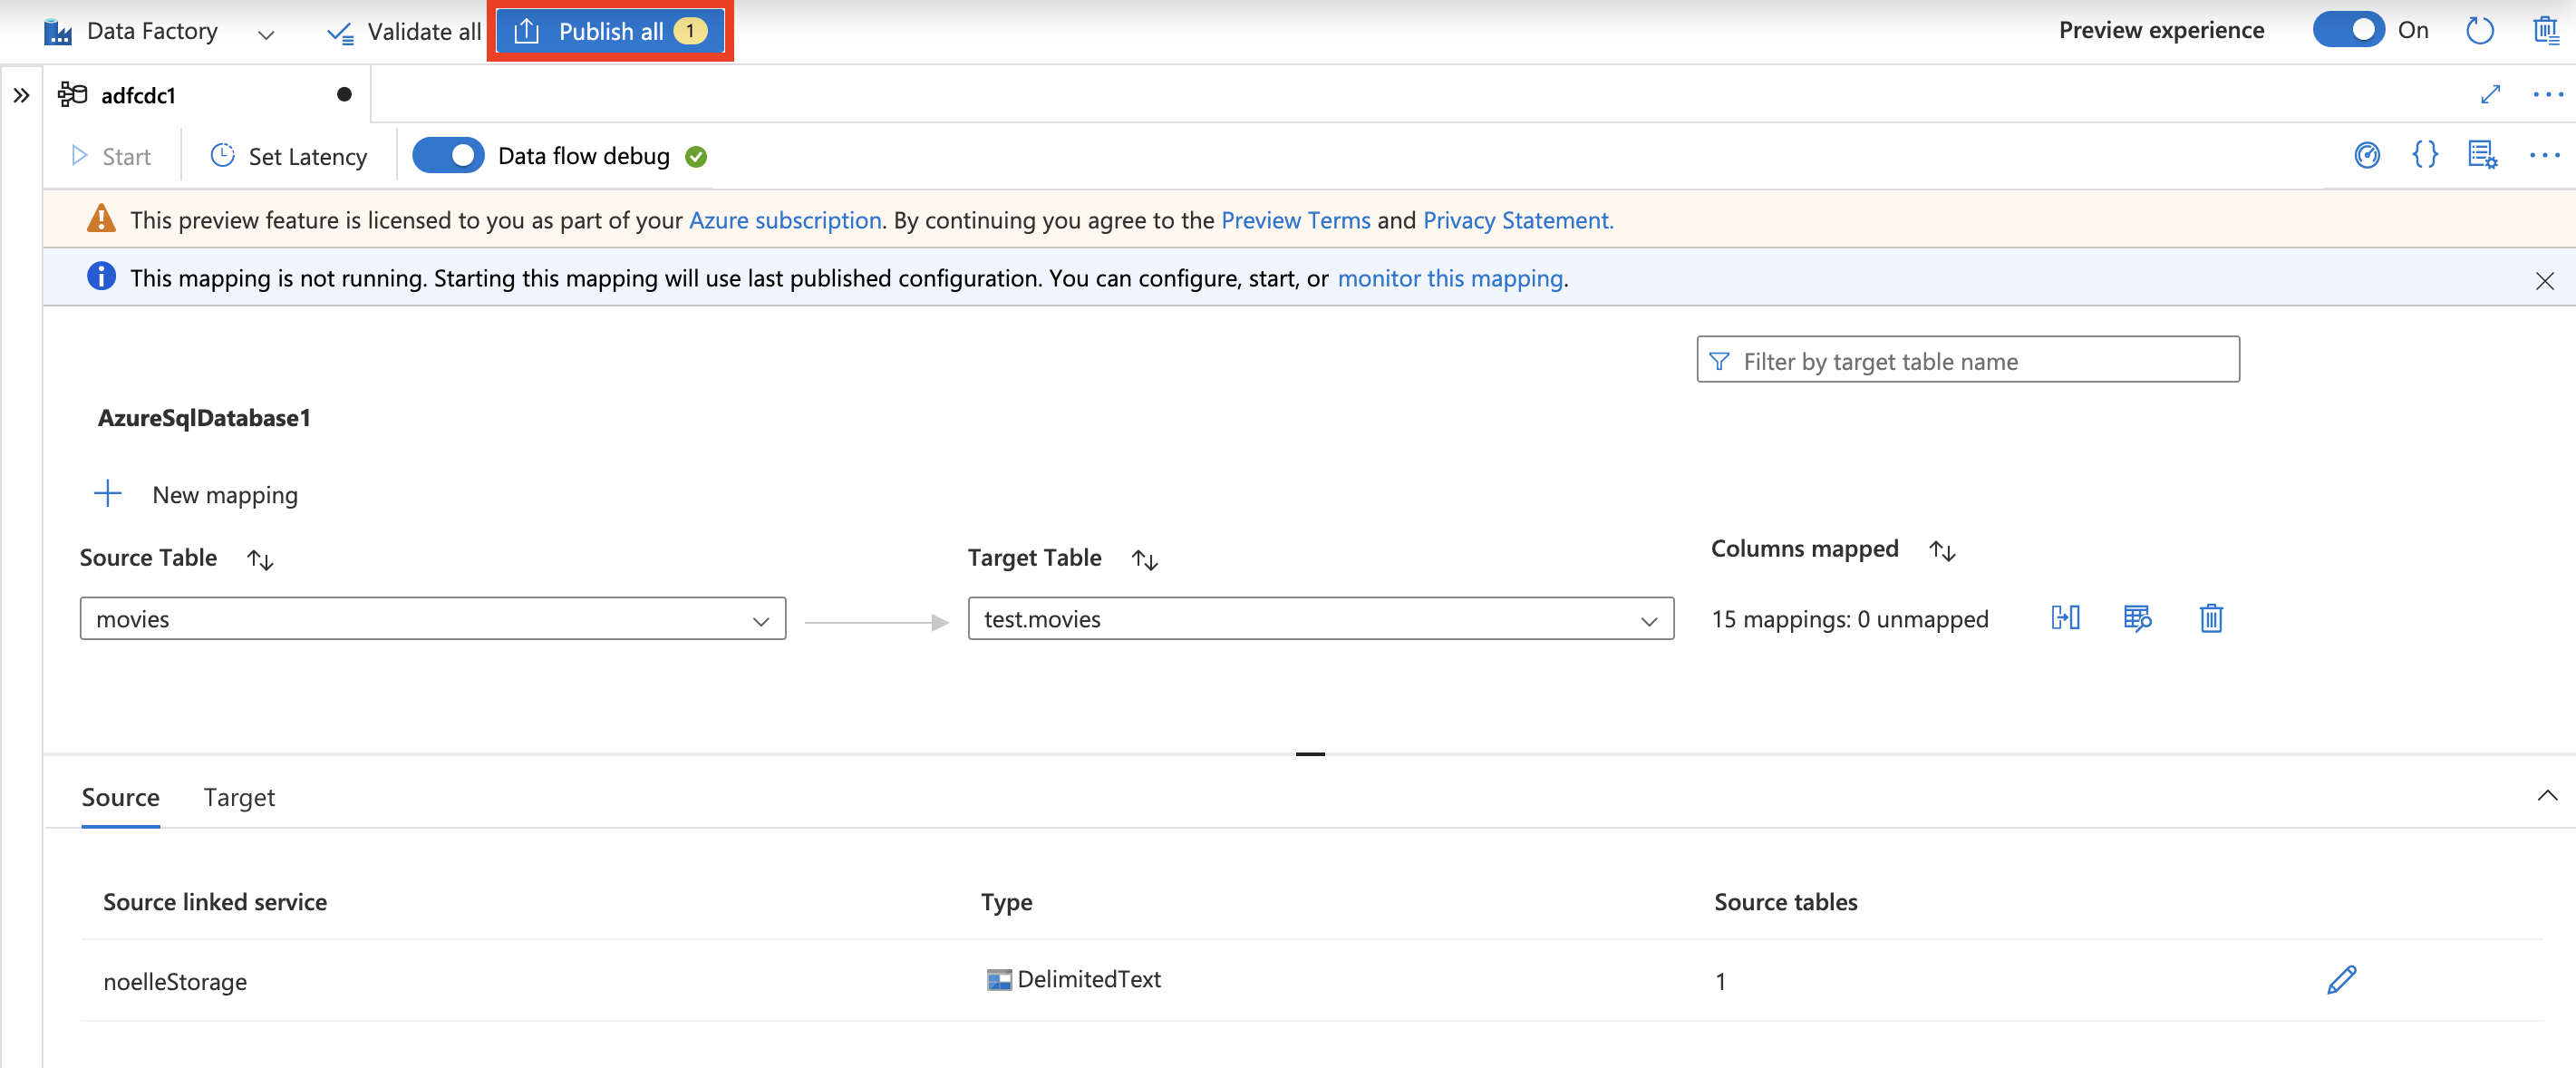 Data Factory Validate all Publish all 1 Preview experience On
adfcdc1
Start Set Latency Data flow debug
This preview feature is licensed to you as part of your Azure subscription. By continuing you agree to the Preview Terms and Privacy Statement.
This mapping is not running. Starting this mapping will use last published configuration. You can configure, start, or monitor this mapping.
Filter by target table name
AzureSqlDatabase1
New mapping
Source Table Target Table Columns mapped
movies test.movies 15 mappings: 0 unmapped
Source Target
Source linked service Type Source tables
noelleStorage DelimitedText 1